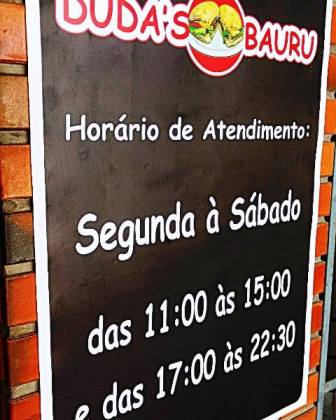 DUDA'S
BAURU
Horário de Atendimento:
Segunda à Sábado
das 11:00 às 15:00
e das 17:00 às 22:30